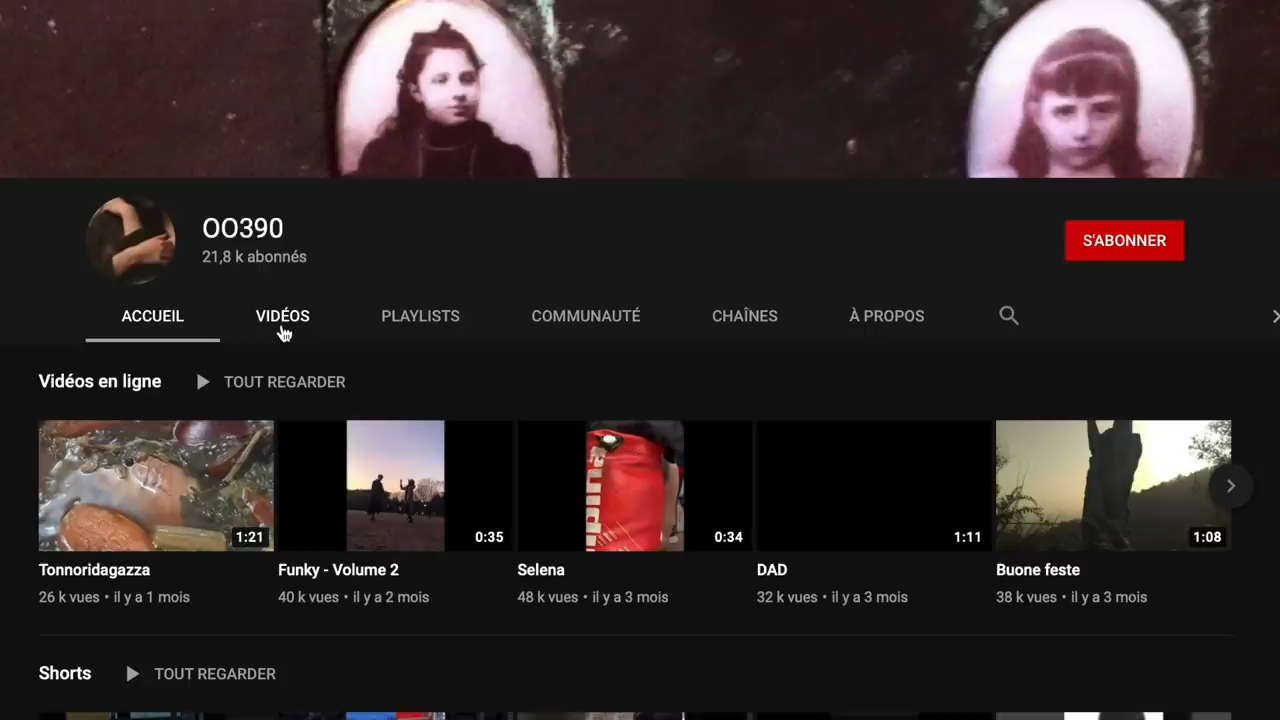 OO390
21,8 k abonnés
S'ABONNER
ACCUEIL
VIDÉOS
PLAYLISTS
COMMUNAUTÉ
CHAÎNES
À PROPOS
Vidéos en ligne
TOUT REGARDER
1:21
0:35
0:34
1:11
1:08
Tonnoridagazza
Funky - Volume 2
Selena
DAD
Buone feste
26 k vues • il y a 1 mois
40 k vues • il y a 2 mois
48 k vues • il y a 3 mois
32 k vues • il y a 3 mois
38 k vues • il y a 3 mois
Shorts
TOUT REGARDER